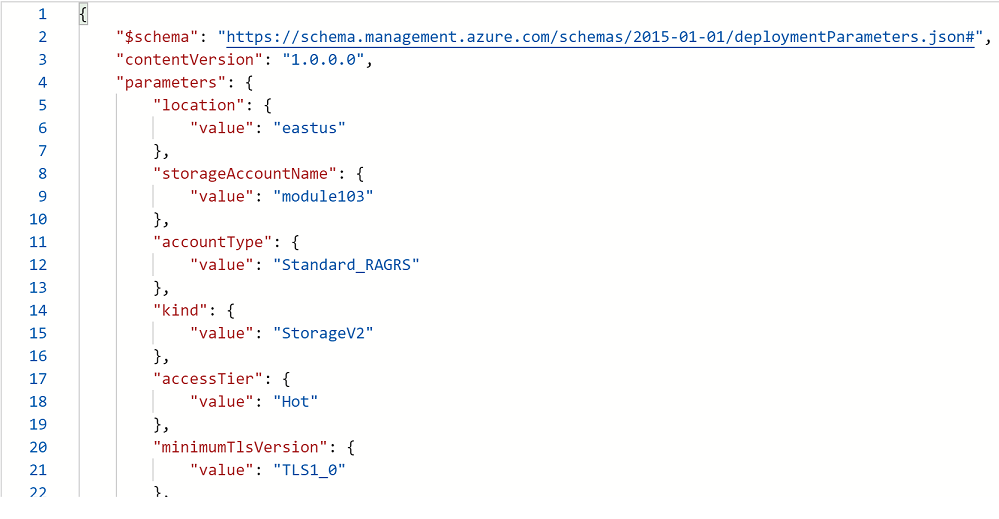 1 {
2 "$schema": "https://schema.management.azure.com/schemas/2015-01-01/deploymentParameters.json#",
3 "contentVersion": "1.0.0.0",
4 "parameters": {
5 "location": {
6 "value": "eastus"
7 },
8 "storageAccountName": {
9 "value": "module103"
10 },
11 "accountType": {
12 "value": "Standard_RAGRS"
13 },
14 "kind": {
15 "value": "StorageV2"
16 },
17 "accessTier": {
18 "value": "Hot"
19 },
20 "minimumTlsVersion": {
21 "value": "TLS1_0"
22 },